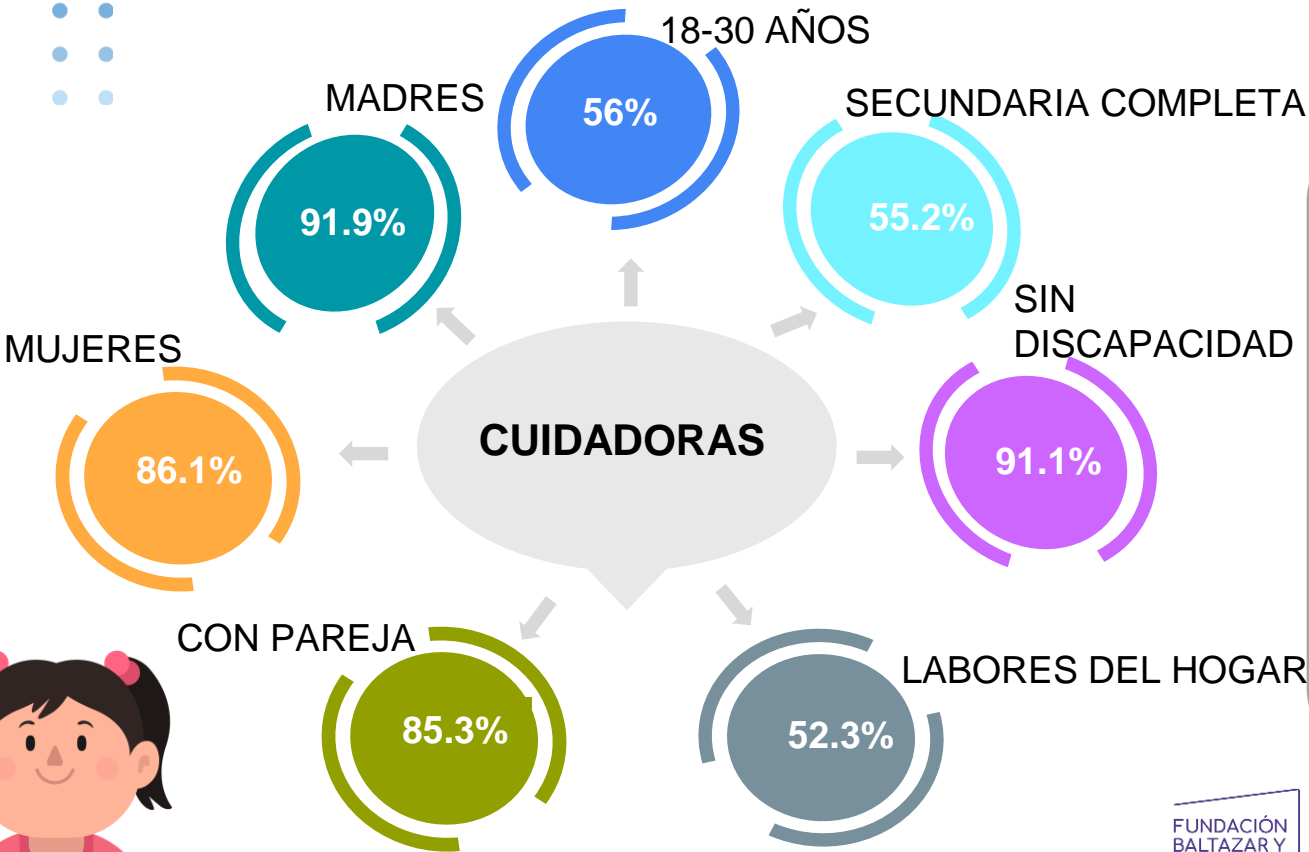 18-30 AÑOS
56%
MADRES
91.9%
SECUNDARIA COMPLETA
55.2%
SIN
DISCAPACIDAD
91.1%
MUJERES
86.1%
CUIDADORAS
CON PAREJA
85.3%
LABORES DEL HOGAR
52.3%
FUNDACIÓN
BALTAZAR Y